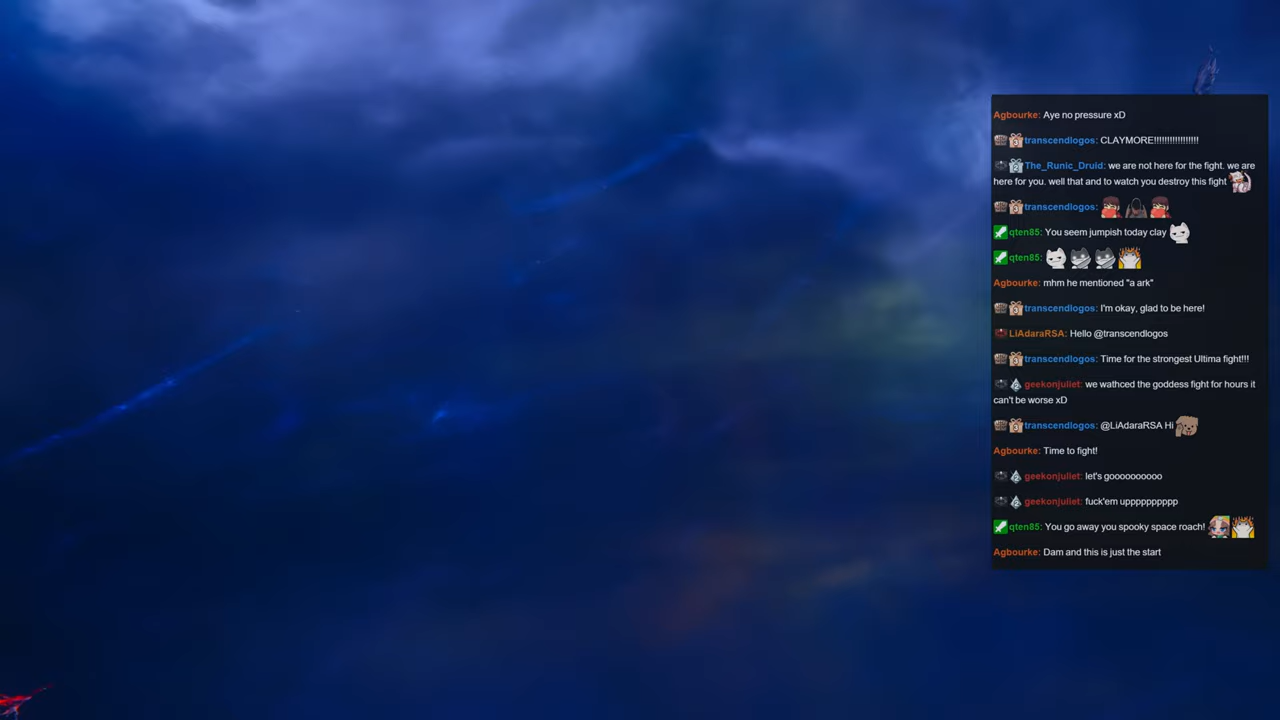 Agbourke: Aye no pressure xD
transcendlogos: CLAYMORE!!!!!!!!!!!!!!!!!
The_Runic_Druid: we are not here for the fight. we are
here for you. well that and to watch you destroy this fight
transcendlogos:
qten85: You seem jumpish today clay
qten85:
Agbourke: mhm he mentioned "a ark"
transcendlogos: I'm okay, glad to be here!
LiAdaraRSA: Hello @transcendlogos
transcendlogos: Time for the strongest Ultima fight!!!
geekonjuliet: we wathced the goddess fight for hours it
can't be worse xD
transcendlogos: @LiAdaraRSA Hi
Agbourke: Time to fight!
geekonjuliet: let's goooooooooo
geekonjuliet: fuck'em upppppppppp
qten85: You go away you spooky space roach!
Agbourke: Dam and this is just the start